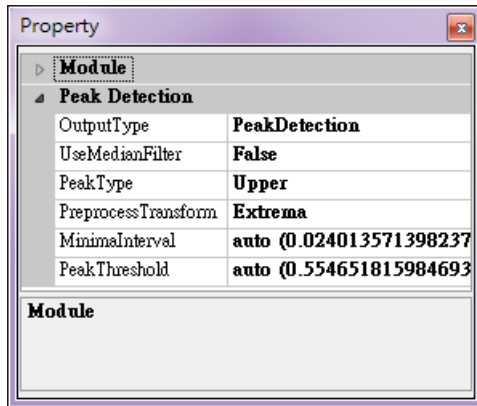 Property
Module
Peak Detection
OutputType PeakDetection
UseMedianFilter False
PeakType Upper
PreprocessTransform Extrema
MinimaInterval auto (0.024013571398237
PeakThreshold auto (0.554651815984693
Module